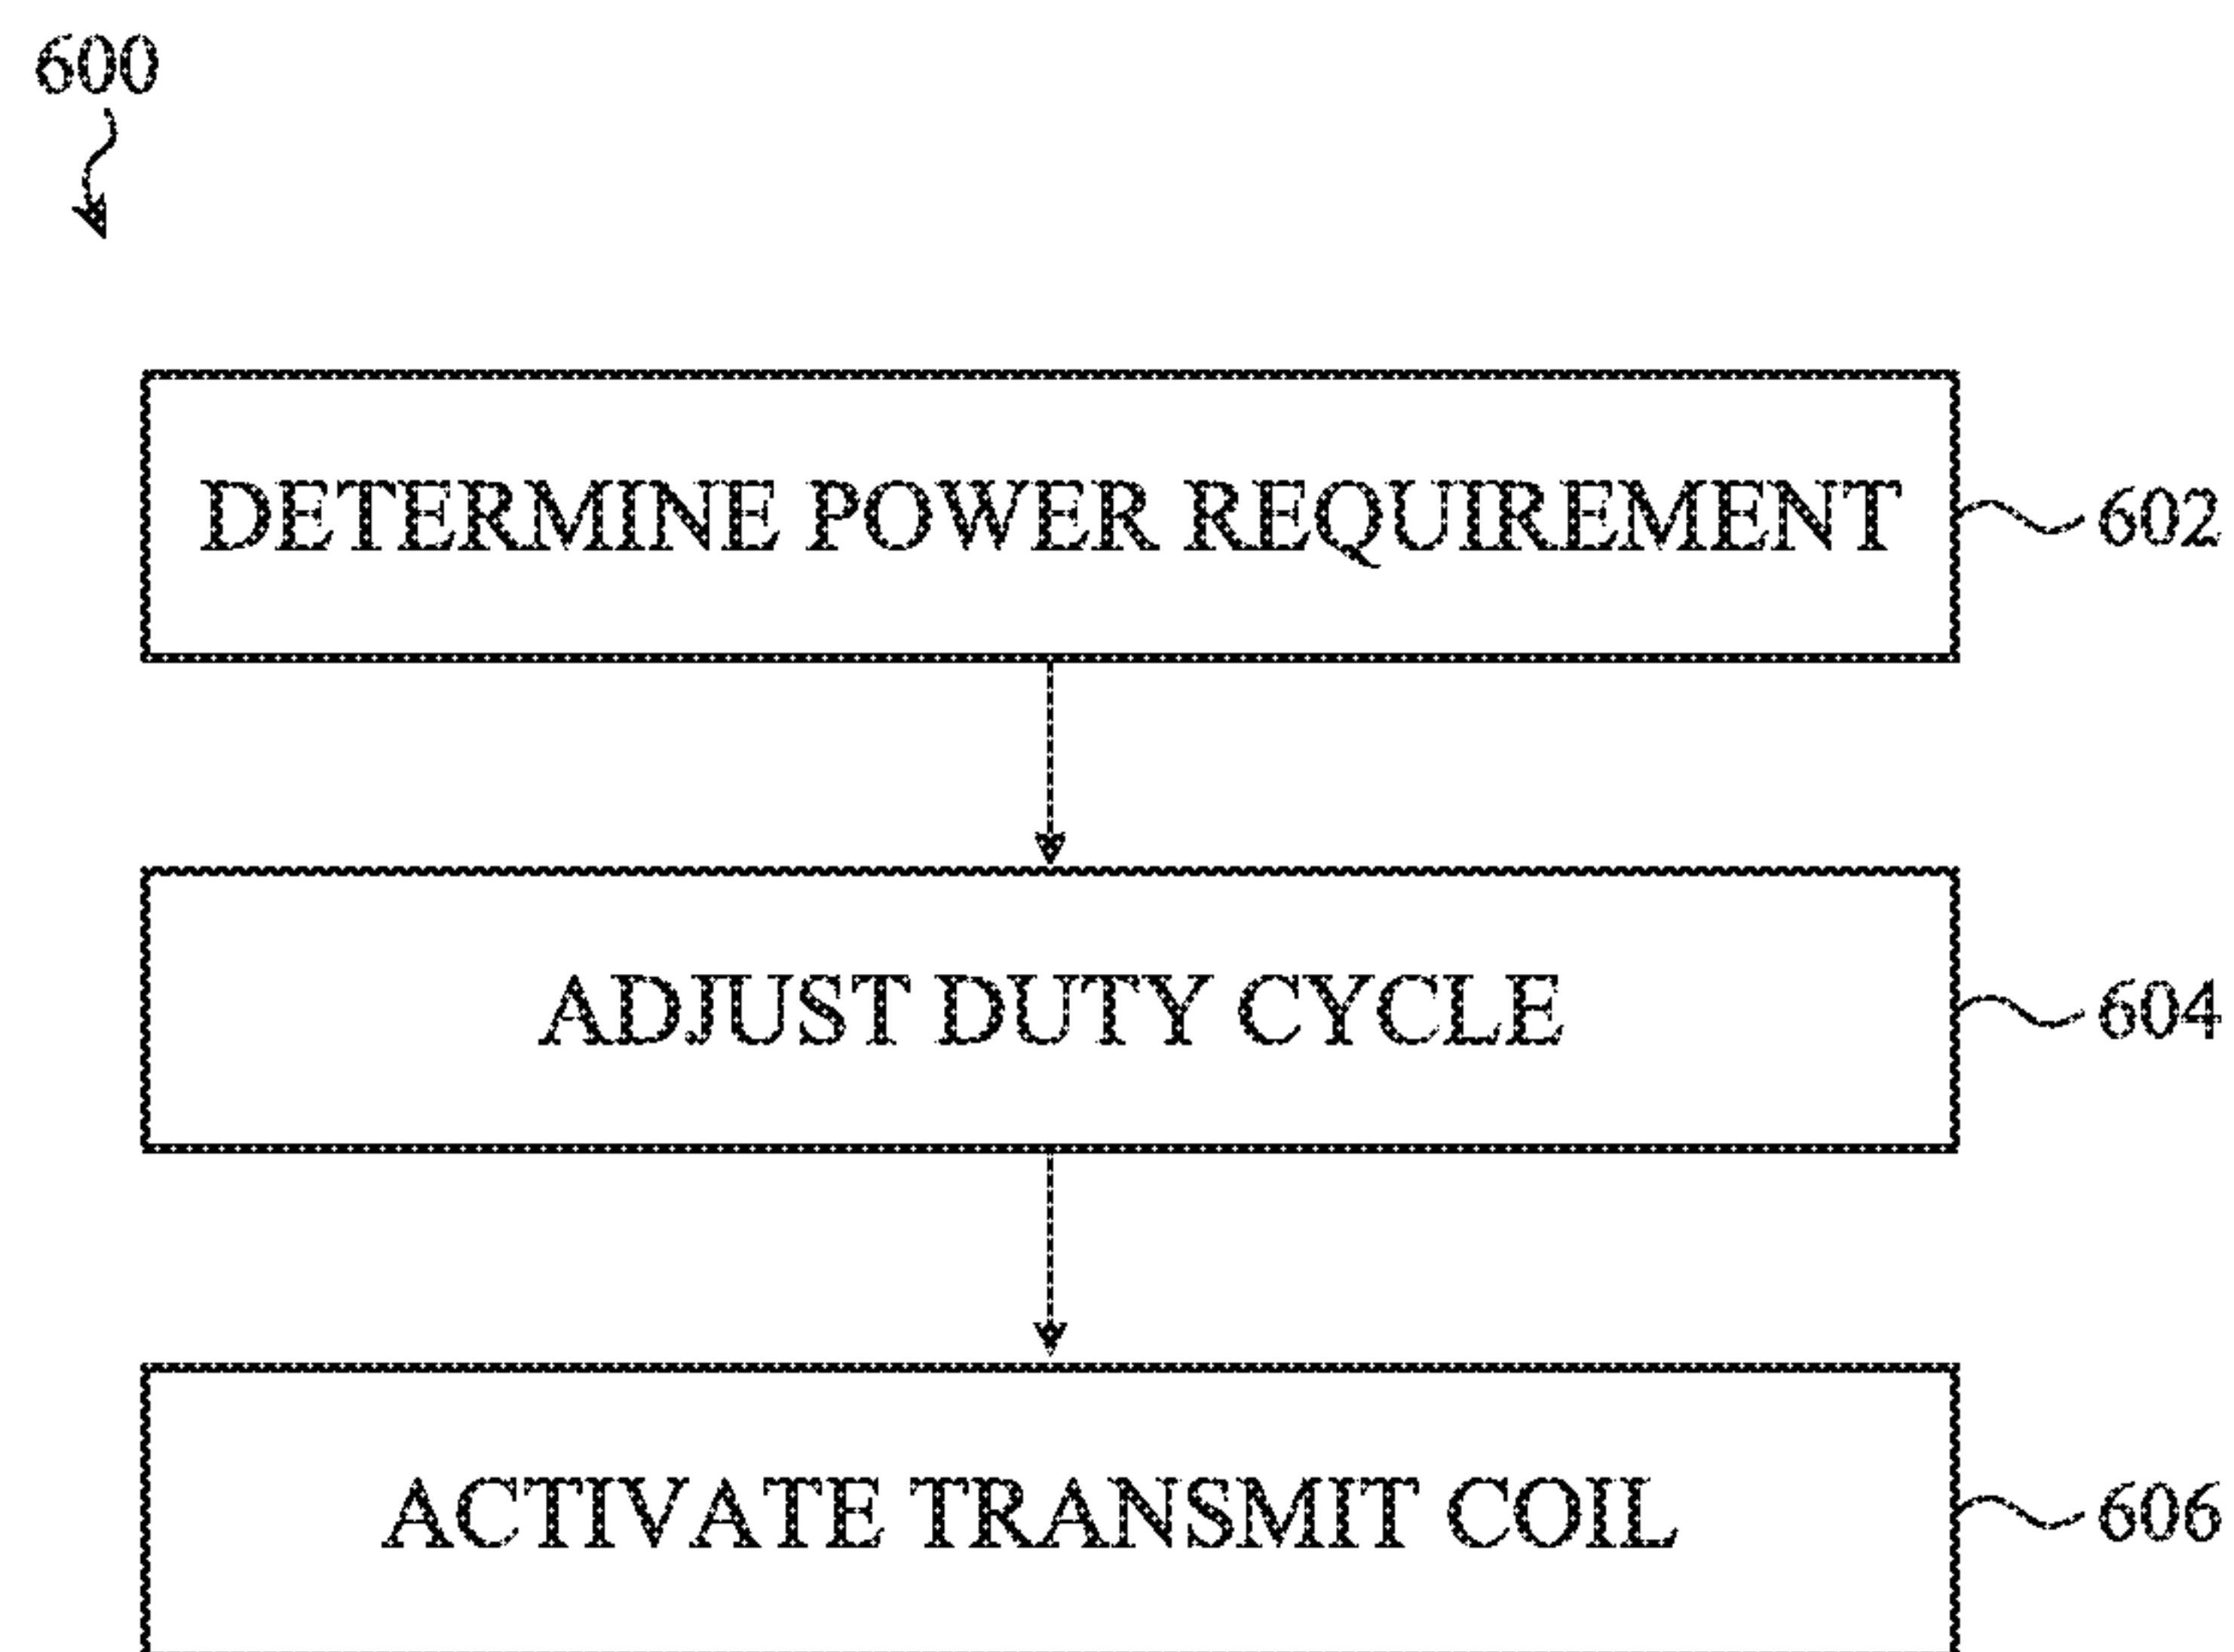 600
DETERMINE POWER REQUIREMENT
602
ADJUST DUTY CYCLE
604
ACTIVATE TRANSMIT COIL
606